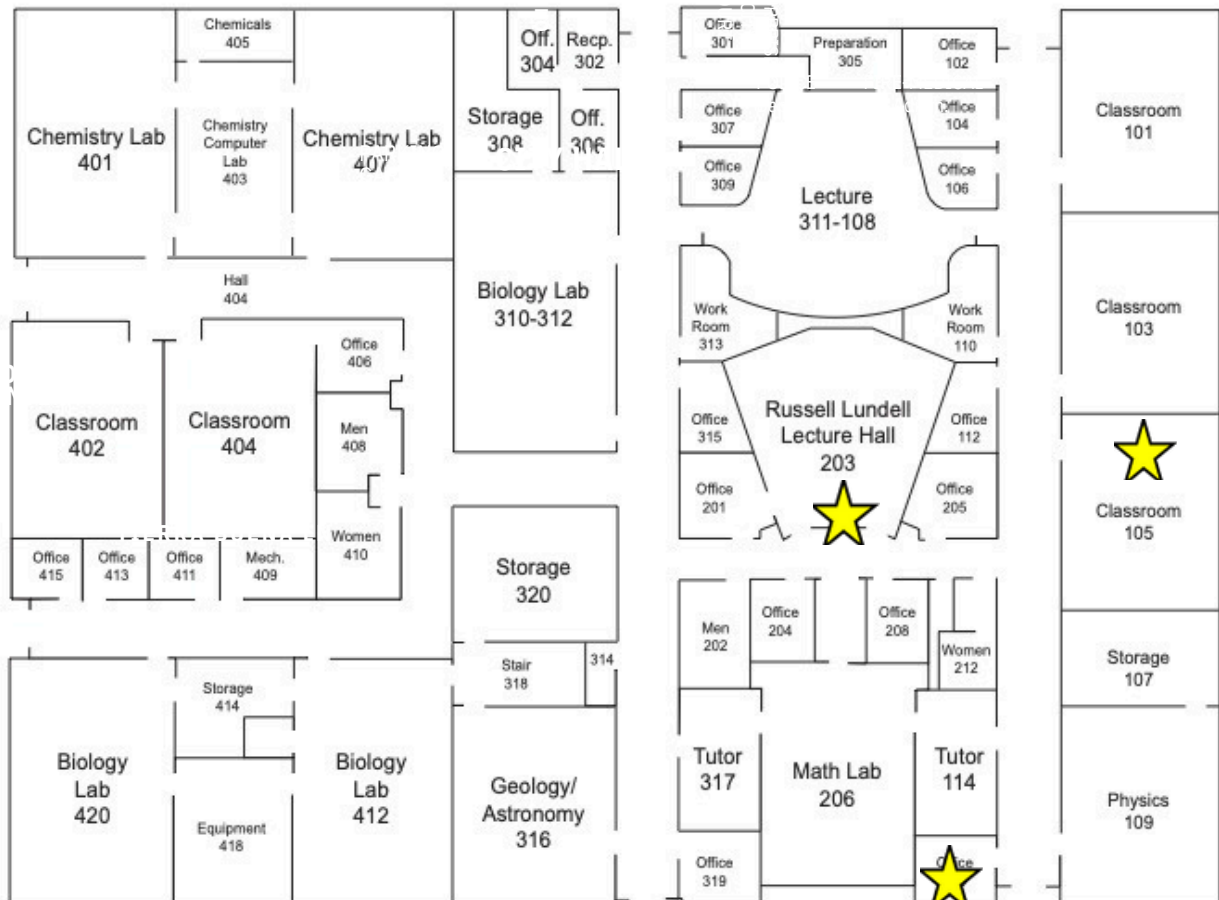 Chemicals
405
Chemistry Lab
401
Chemistry
Computer
Lab
403
Chemistry Lab
407
Off.
304
Recp.
302
Storage
308
Off.
306
Biology Lab
310-312
Hall
404
Classroom
402
Classroom
404
Office
406
Men
408
Women
410
Office
415
Office
413
Office
411
Mech.
409
Storage
320
Stair
318
314
Storage
414
Biology
Lab
420
Equipment
418
Biology
Lab
412
Geology/
Astronomy
316
Office
301
Preparation
305
Office
102
Office
307
Office
104
Office
309
Office
106
Lecture
311-108
Work
Room
313
Work
Room
110
Office
315
Russell Lundell
Lecture Hall
203
Office
112
Office
201
Office
205
Men
202
Office
204
Office
208
Women
212
Tutor
317
Math Lab
206
Tutor
114
Office
319
Office
Classroom
101
Classroom
103
Classroom
105
Storage
107
Physics
109